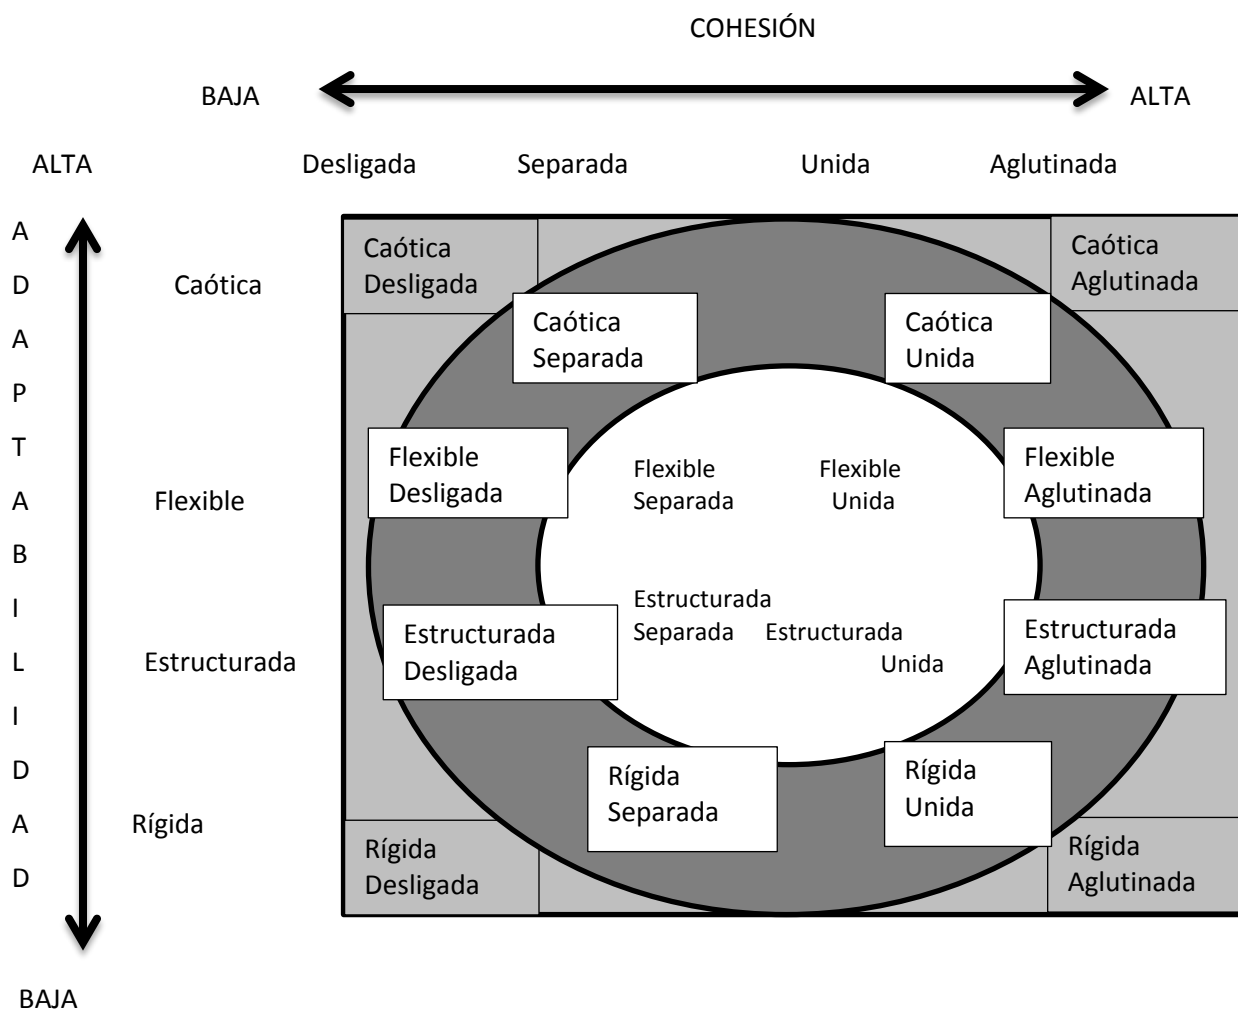 COHESIÓN
BAJA
ALTA
ALTA
Desligada
Separada
Unida
Aglutinada
A
D
A
P
T
A
B
I
L
I
D
A
D
BAJA
Caótica
Flexible
Estructurada
Rígida
Caótica
Desligada
Caótica
Separada
Caótica
Unida
Caótica
Aglutinada
Flexible
Desligada
Flexible
Separada
Flexible
Unida
Flexible
Aglutinada
Estructurada
Desligada
Estructurada
Separada
Estructurada
Unida
Estructurada
Aglutinada
Rígida
Desligada
Rígida
Separada
Rígida
Unida
Rígida
Aglutinada